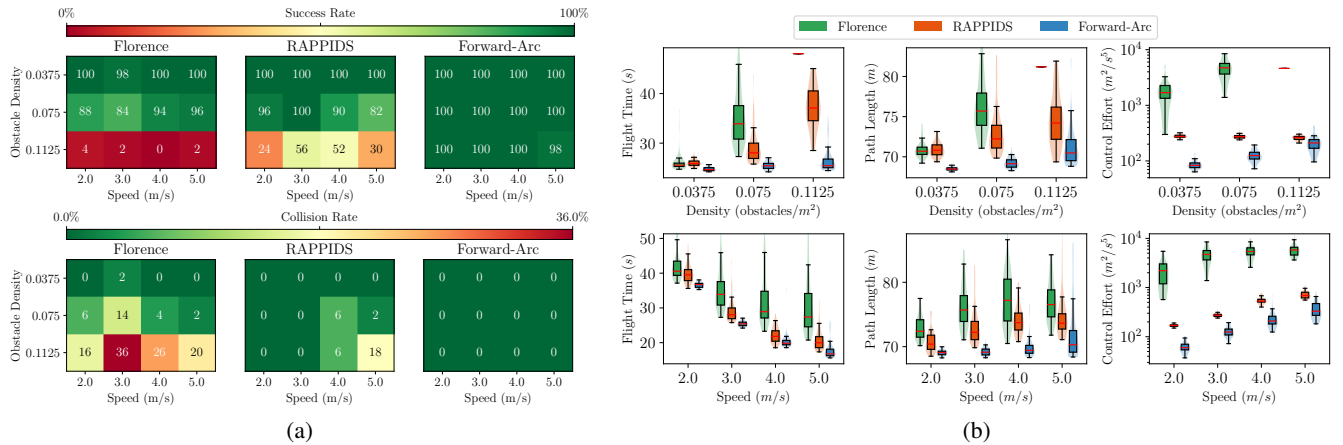 0% Success Rate 100%
Florence RAPPIDS Forward-Arc
Obstacle Density
0.0375 100 98 100 100 100 100 100 100 100 100 100 100
0.075 88 84 94 96 96 100 90 82 100 100 100 100
0.1125 4 2 0 2 24 56 52 30 100 100 100 98
2.0 3.0 4.0 5.0 2.0 3.0 4.0 5.0 2.0 3.0 4.0 5.0
Speed (m/s) Speed (m/s) Speed (m/s)
0.0% Collision Rate 36.0%
Florence RAPPIDS Forward-Arc
Obstacle Density
0.0375 0 2 0 0 0 0 0 0 0 0 0 0
0.075 6 14 4 2 0 0 6 2 0 0 0 0
0.1125 16 36 26 20 0 0 6 18 0 0 0 0
2.0 3.0 4.0 5.0 2.0 3.0 4.0 5.0 2.0 3.0 4.0 5.0
Speed (m/s) Speed (m/s) Speed (m/s)
(a)
Florence RAPPIDS Forward-Arc
Flight Time (s)
40
30
0.0375 0.075 0.1125
Density (obstacles/m²)
Path Length (m)
80
75
70
0.0375 0.075 0.1125
Density (obstacles/m²)
Control Effort (m²/s⁵)
10⁴
10³
10²
0.0375 0.075 0.1125
Density (obstacles/m²)
Flight Time (s)
50
40
30
20
2.0 3.0 4.0 5.0
Speed (m/s)
Path Length (m)
80
70
2.0 3.0 4.0 5.0
Speed (m/s)
Control Effort (m²/s⁵)
10⁴
10³
10²
2.0 3.0 4.0 5.0
Speed (m/s)
(b)